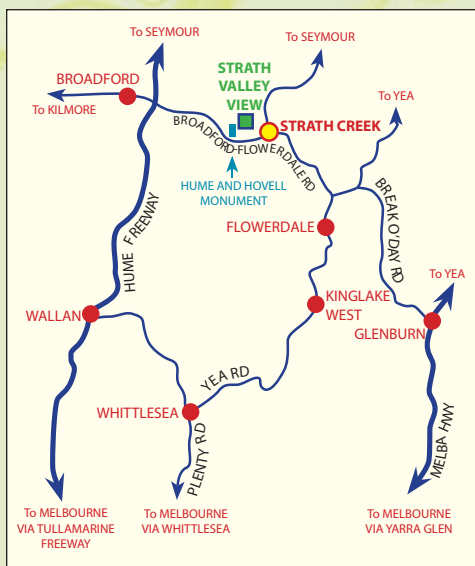 To SEYMOUR
To SEYMOUR
BROADFORD
STRATH
VALLEY
VIEW
To YEA
To KILMORE
BROADFORD-FLOWERDALE RD
STRATH CREEK
HUME AND HOVELL
MONUMENT
BREAK O'DAY RD
FLOWERDALE
HUME FREEWAY
To YEA
WALLAN
KINGLAKE
WEST
GLENBURN
YEA RD
WHITTLESEA
PLENTY RD
MELBA HWY
To MELBOURNE
VIA TULLAMARINE
FREEWAY
To MELBOURNE
VIA WHITTLESEA
To MELBOURNE
VIA YARRA GLEN